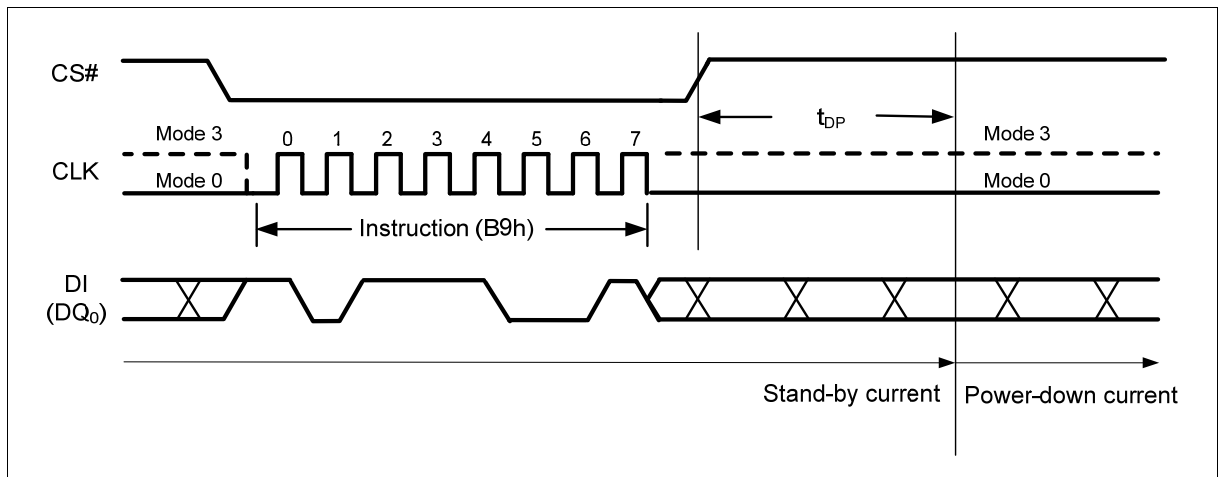 CS#
tDP
Mode 3
0 1 2 3 4 5 6 7
Mode 3
CLK
Mode 0
Mode 0
Instruction (B9h)
DI
(DQ0)
Stand-by current
Power-down current